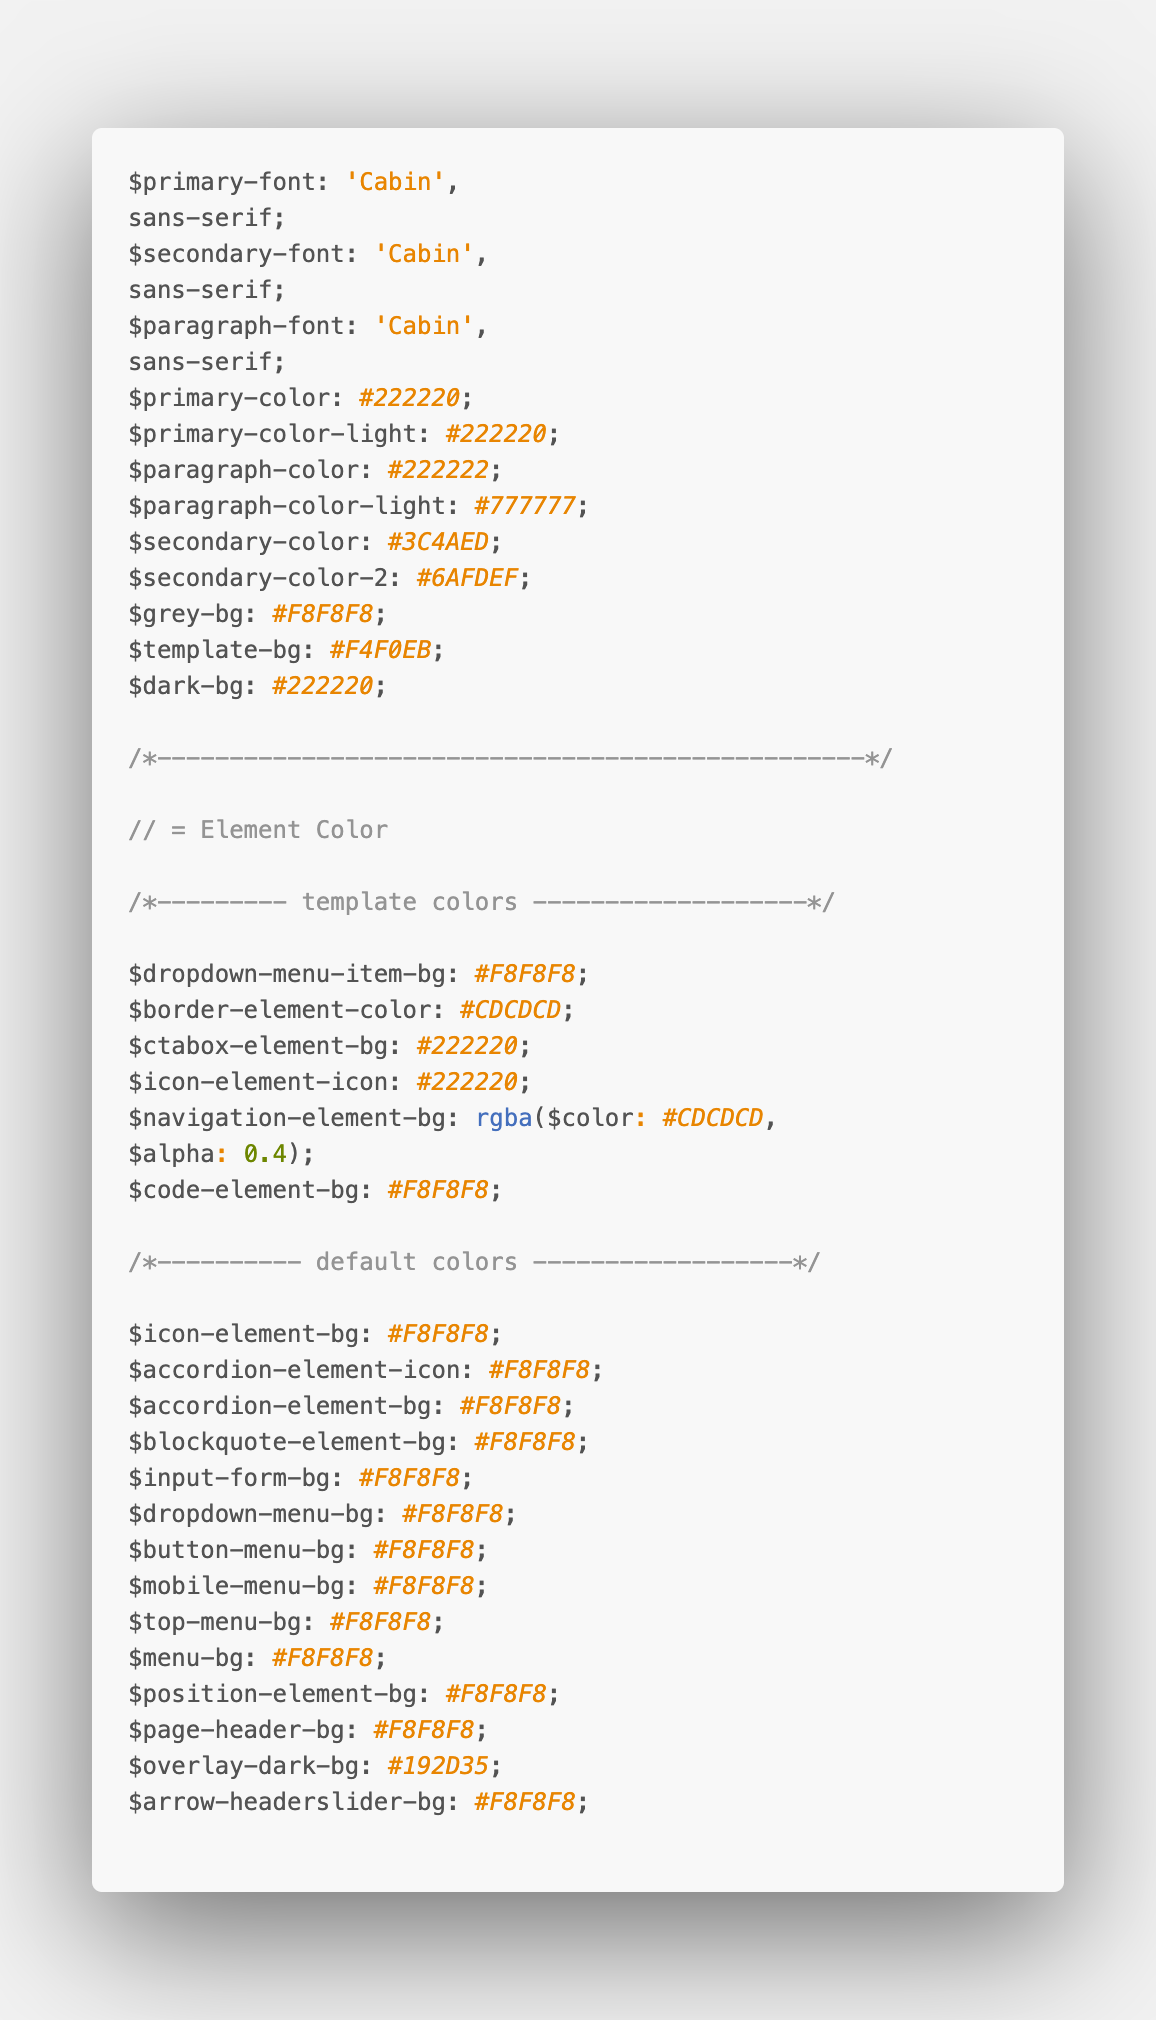 $primary-font: 'Cabin',
sans-serif;
$secondary-font: 'Cabin',
sans-serif;
$paragraph-font: 'Cabin',
sans-serif;
$primary-color: #222220;
$primary-color-light: #222220;
$paragraph-color: #222222;
$paragraph-color-light: #777777;
$secondary-color: #3C4AED;
$secondary-color-2: #6AFDEF;
$grey-bg: #F8F8F8;
$template-bg: #F4F0EB;
$dark-bg: #222220;
/*-------------------------------------------------*/
// = Element Color
/*--------- template colors -------------------*/
$dropdown-menu-item-bg: #F8F8F8;
$border-element-color: #CDCDCD;
$ctabox-element-bg: #222220;
$icon-element-icon: #222220;
$navigation-element-bg: rgba($color: #CDCDCD,
$alpha: 0.4);
$code-element-bg: #F8F8F8;
/*---------- default colors ------------------*/
$icon-element-bg: #F8F8F8;
$accordion-element-icon: #F8F8F8;
$accordion-element-bg: #F8F8F8;
$blockquote-element-bg: #F8F8F8;
$input-form-bg: #F8F8F8;
$dropdown-menu-bg: #F8F8F8;
$button-menu-bg: #F8F8F8;
$mobile-menu-bg: #F8F8F8;
$top-menu-bg: #F8F8F8;
$menu-bg: #F8F8F8;
$position-element-bg: #F8F8F8;
$page-header-bg: #F8F8F8;
$overlay-dark-bg: #192D35;
$arrow-headerslider-bg: #F8F8F8;